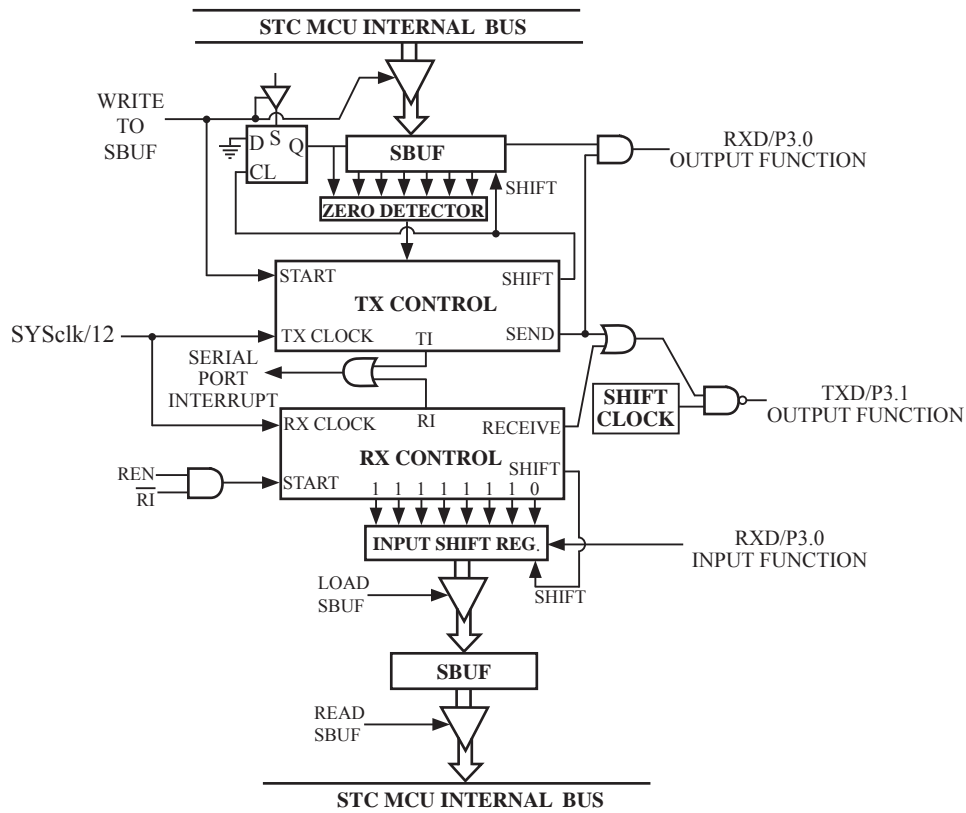 STC MCU INTERNAL BUS
WRITE
TO
SBUF
D
S
Q
CL
SBUF
SHIFT
ZERO DETECTOR
RXD/P3.0
OUTPUT FUNCTION
START
SHIFT
TX CONTROL
SYSclk/12
TX CLOCK
TI
SEND
SERIAL
PORT
INTERRUPT
SHIFT
CLOCK
TXD/P3.1
OUTPUT FUNCTION
RX CLOCK
RI
RECEIVE
RX CONTROL
SHIFT
REN
R̅I̅
START
1 1 1 1 1 1 1 0
INPUT SHIFT REG.
RXD/P3.0
INPUT FUNCTION
LOAD
SBUF
SHIFT
SBUF
READ
SBUF
STC MCU INTERNAL BUS